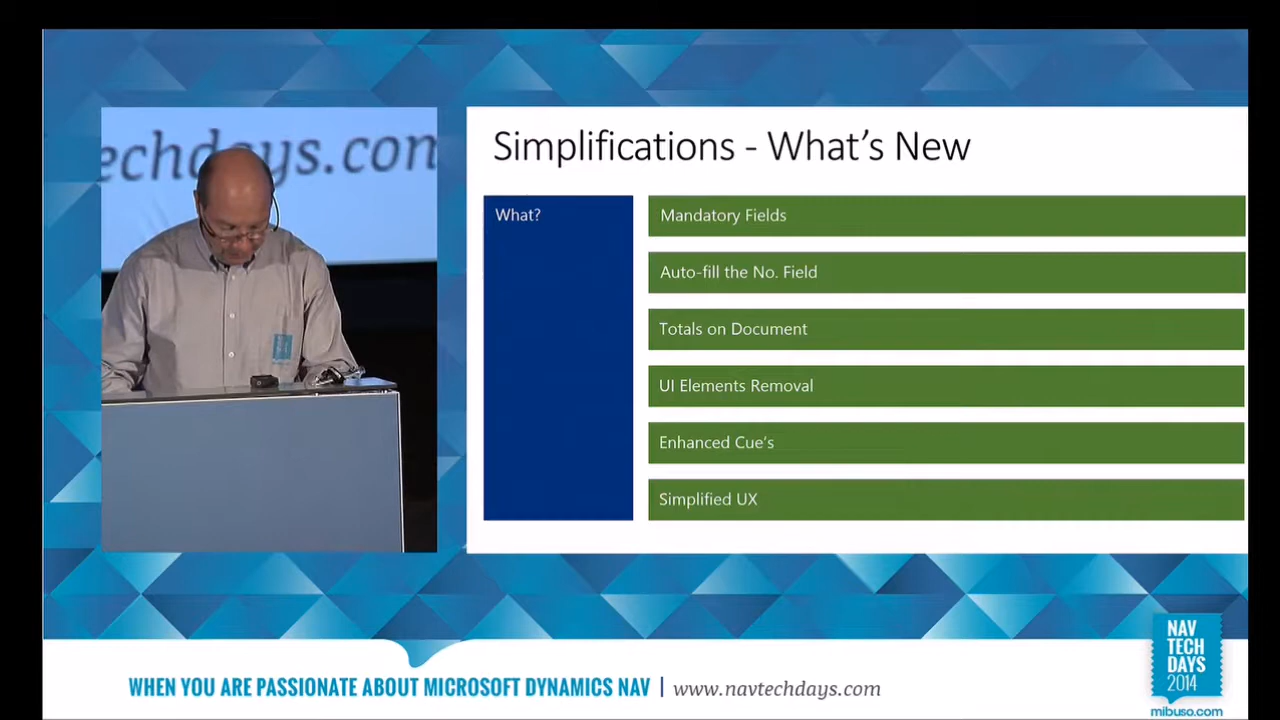 techdays.com
Simplifications - What's New
What?
Mandatory Fields
Auto-fill the No. Field
Totals on Document
UI Elements Removal
Enhanced Cue's
Simplified UX
WHEN YOU ARE PASSIONATE ABOUT MICROSOFT DYNAMICS NAV | www.navtechdays.com
NAV
TECH
DAYS
2014
mibuso.com